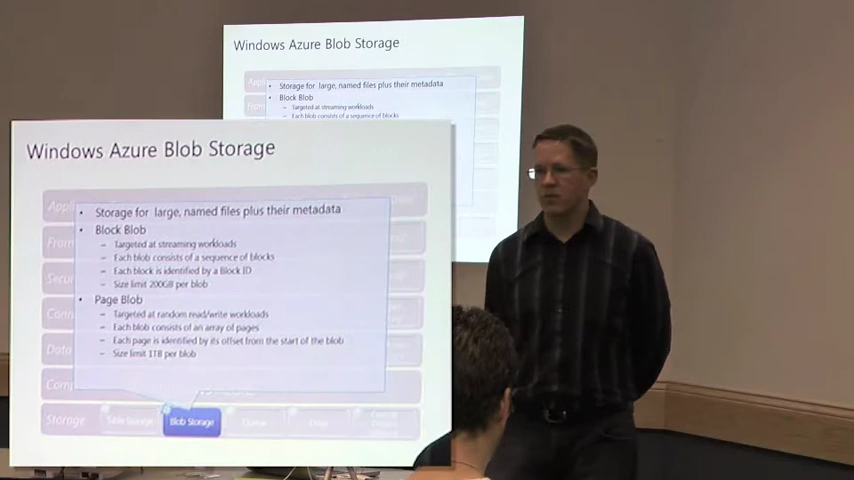 Windows Azure Blob Storage
Storage for large, named files plus their metadata
Block Blob
Targeted at streaming workloads
Each blob consists of a sequence of blocks
Windows Azure Blob Storage
• Storage for large, named files plus their metadata
• Block Blob
– Targeted at streaming workloads
– Each blob consists of a sequence of blocks
– Each block is identified by a Block ID
– Size limit 200GB per blob
• Page Blob
– Targeted at random read/write workloads
– Each blob consists of an array of pages
– Each page is identified by its offset from the start of the blob
– Size limit 1TB per blob
Storage Table Storage Blob Storage Queue